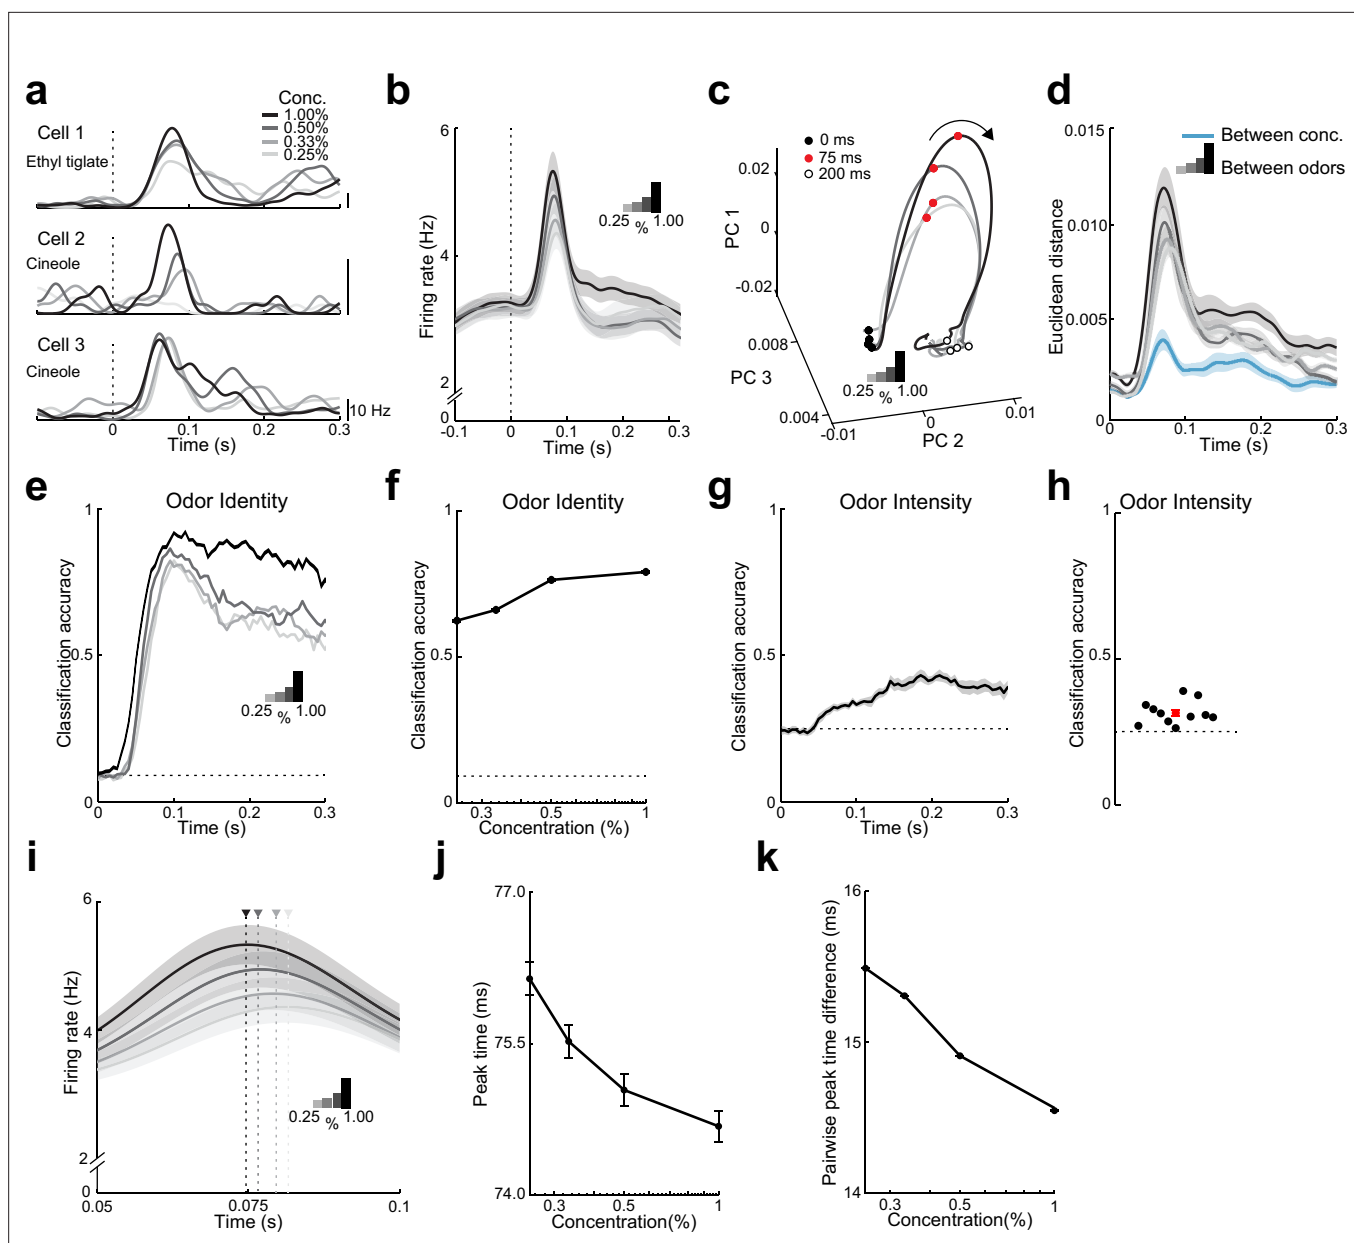 a
Conc.
1.00%
0.50%
0.33%
0.25%
Cell 1
Ethyl tiglate
Cell 2
Cineole
Cell 3
Cineole
10 Hz
0
0.1
0.2
0.3
Time (s)
b
6
4
2
0
Firing rate (Hz)
0.25 % 1.00
-0.1
0
0.1
0.2
0.3
Time (s)
c
0 ms
75 ms
200 ms
0.02
0
-0.02
PC 1
0.008
0.004
PC 3
0.25 % 1.00
-0.01
0
0.01
PC 2
d
0.015
0.010
0.005
0
Euclidean distance
Between conc.
Between odors
0
0.1
0.2
0.3
Time (s)
e
Odor Identity
1
0.5
0
Classification accuracy
0.25 % 1.00
0
0.1
0.2
0.3
Time (s)
f
Odor Identity
1
0.5
0
Classification accuracy
0.3
0.5
1
Concentration (%)
g
Odor Intensity
1
0.5
0
Classification accuracy
0
0.1
0.2
0.3
Time (s)
h
Odor Intensity
1
0.5
0
Classification accuracy
i
6
4
2
0
Firing rate (Hz)
0.25 % 1.00
0.05
0.075
0.1
Time (s)
j
77.0
75.5
74.0
Peak time (ms)
0.3
0.5
1
Concentration(%)
k
16
15
14
Pairwise peak time difference (ms)
0.3
0.5
1
Concentration(%)